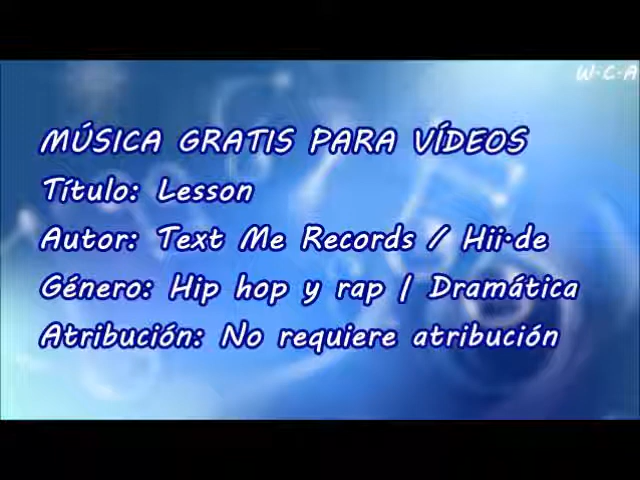 W·C·A
MÚSICA GRATIS PARA VÍDEOS
Título: Lesson
Autor: Text Me Records / Hii·de
Género: Hip hop y rap | Dramática
Atribución: No requiere atribución